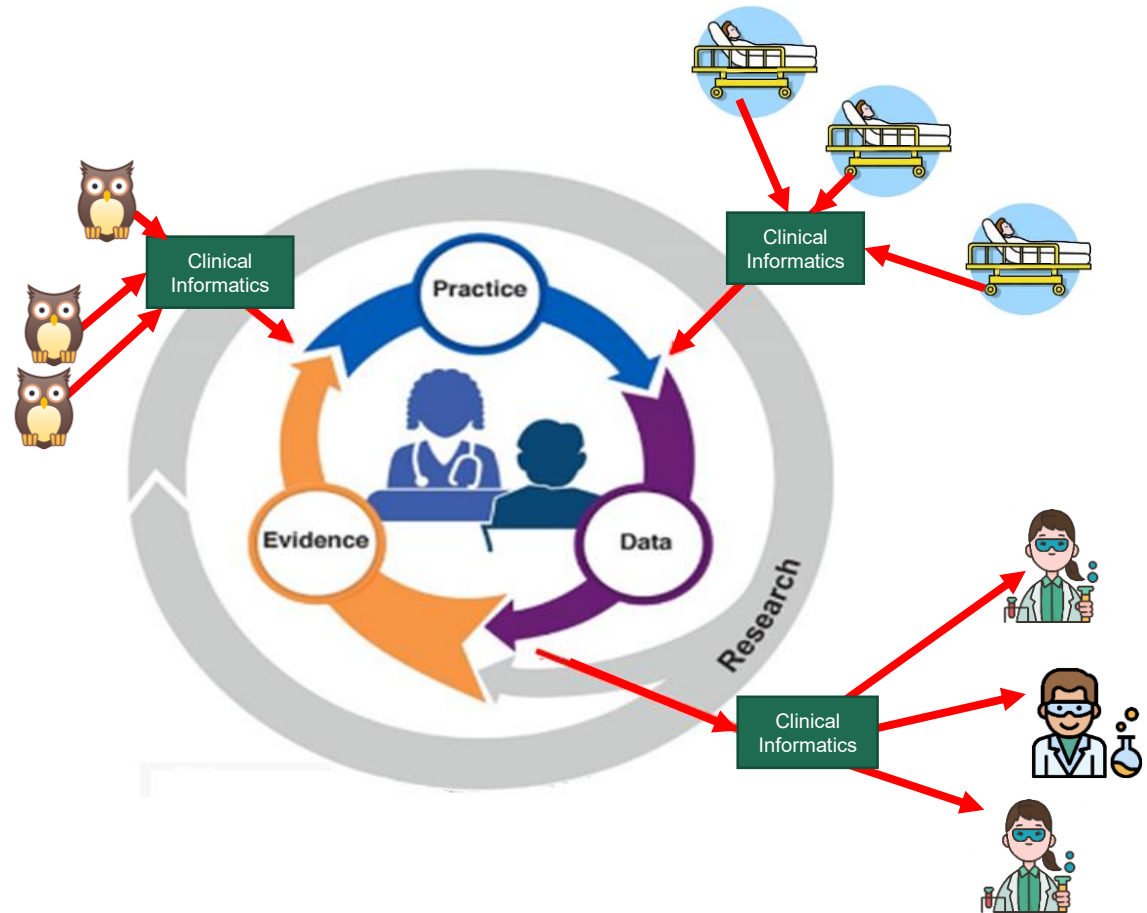 Clinical
Informatics
Clinical
Informatics
Practice
Evidence
Data
Research
Clinical
Informatics